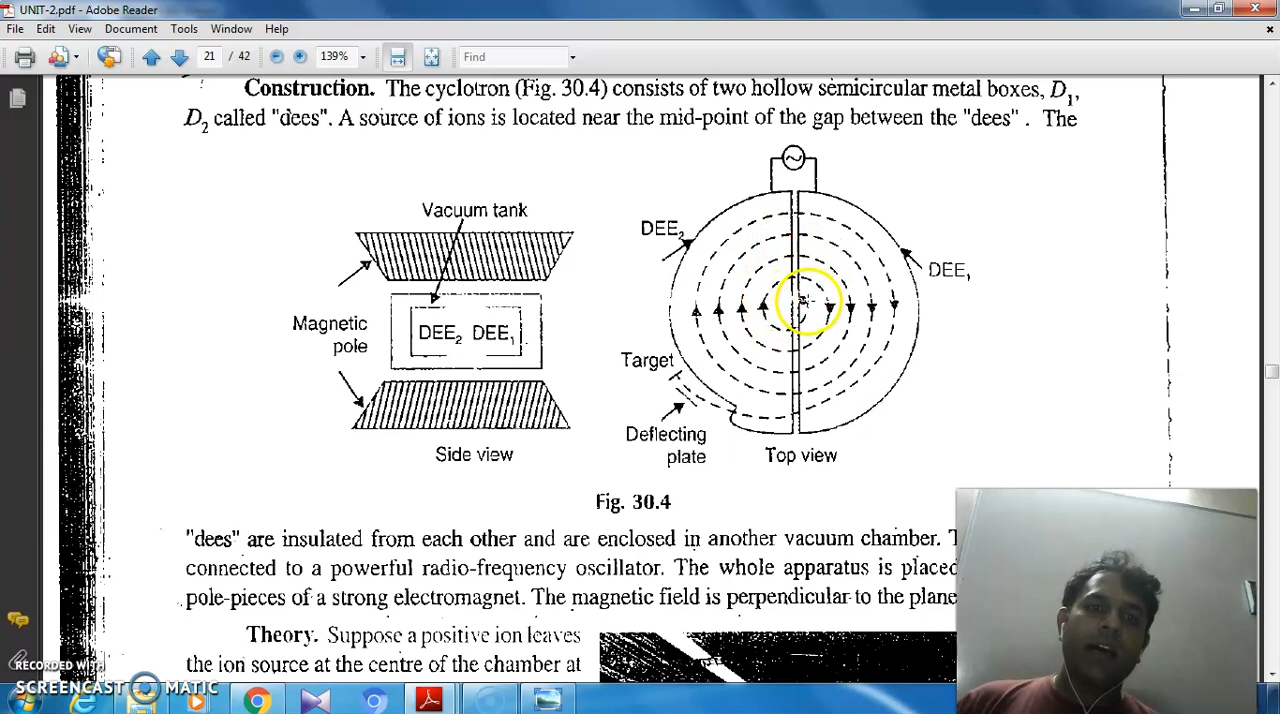 UNIT-2.pdf - Adobe Reader
File Edit View Document Tools Window Help
21 / 42 139% Find
Construction. The cyclotron (Fig. 30.4) consists of two hollow semicircular metal boxes, D1,
D2 called "dees". A source of ions is located near the mid-point of the gap between the "dees" . The
Vacuum tank
Magnetic
pole
DEE2 DEE1
Side view
DEE2
DEE1
Target
Deflecting
plate
Top view
Fig. 30.4
"dees" are insulated from each other and are enclosed in another vacuum chamber.
connected to a powerful radio-frequency oscillator. The whole apparatus is placed
pole-pieces of a strong electromagnet. The magnetic field is perpendicular to the plane
Theory. Suppose a positive ion leaves
the ion source at the centre of the chamber at
RECORDED WITH
SCREENCAST MATIC